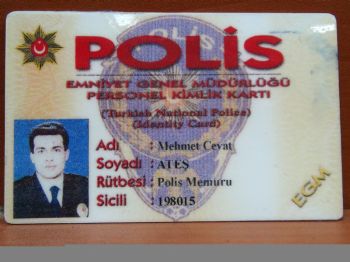 POLİS
EMNİYET GENEL MÜDÜRLÜĞÜ
PERSONEL KİMLİK KARTI
(Turkish National Police)
(Identity Card)
Adı : Mehmet Cevat
Soyadı : ATEŞ
Rütbesi : Polis Memuru
Sicili : 198015
EGM